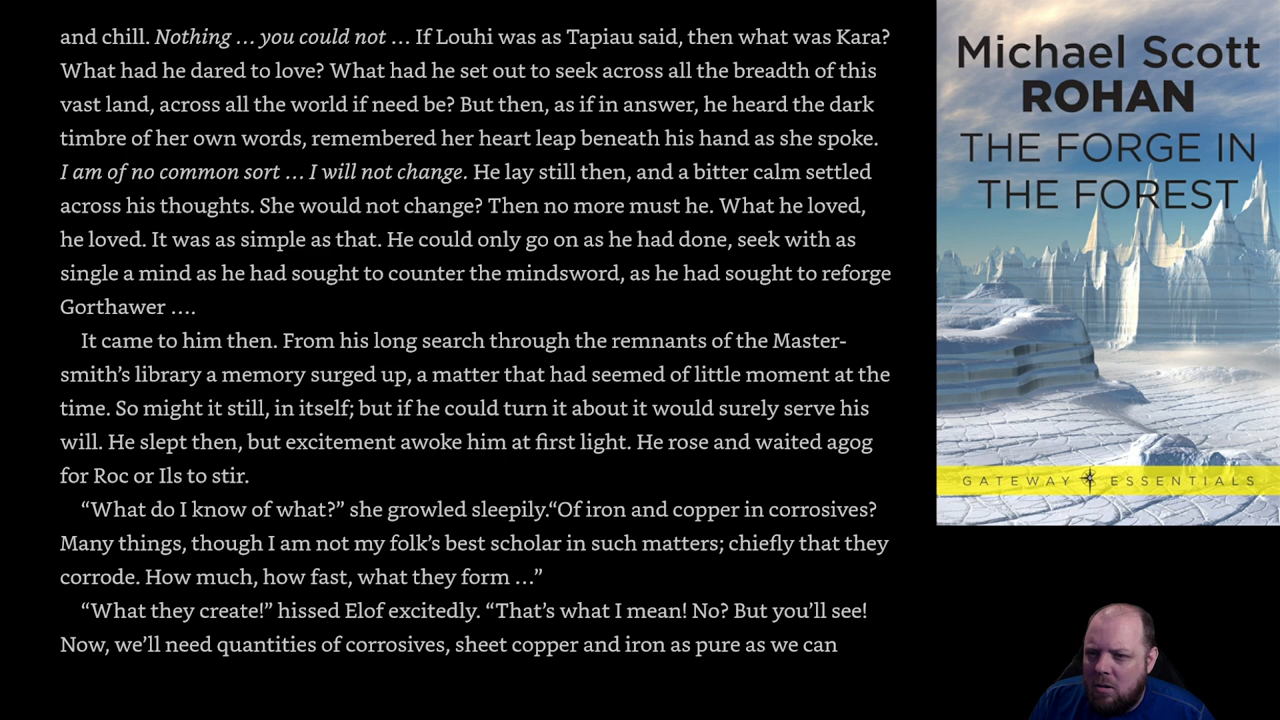 and chill. Nothing … you could not … If Louhi was as Tapiau said, then what was Kara?
What had he dared to love? What had he set out to seek across all the breadth of this
vast land, across all the world if need be? But then, as if in answer, he heard the dark
timbre of her own words, remembered her heart leap beneath his hand as she spoke.
I am of no common sort … I will not change. He lay still then, and a bitter calm settled
across his thoughts. She would not change? Then no more must he. What he loved,
he loved. It was as simple as that. He could only go on as he had done, seek with as
single a mind as he had sought to counter the mindsword, as he had sought to reforge
Gorthawer ….
It came to him then. From his long search through the remnants of the Master-
smith’s library a memory surged up, a matter that had seemed of little moment at the
time. So might it still, in itself; but if he could turn it about it would surely serve his
will. He slept then, but excitement awoke him at first light. He rose and waited agog
for Roc or Ils to stir.
“What do I know of what?” she growled sleepily.“Of iron and copper in corrosives?
Many things, though I am not my folk’s best scholar in such matters; chiefly that they
corrode. How much, how fast, what they form …”
“What they create!” hissed Elof excitedly. “That’s what I mean! No? But you’ll see!
Now, we’ll need quantities of corrosives, sheet copper and iron as pure as we can
Michael Scott
ROHAN
THE FORGE IN
THE FOREST
GATEWAY ESSENTIALS